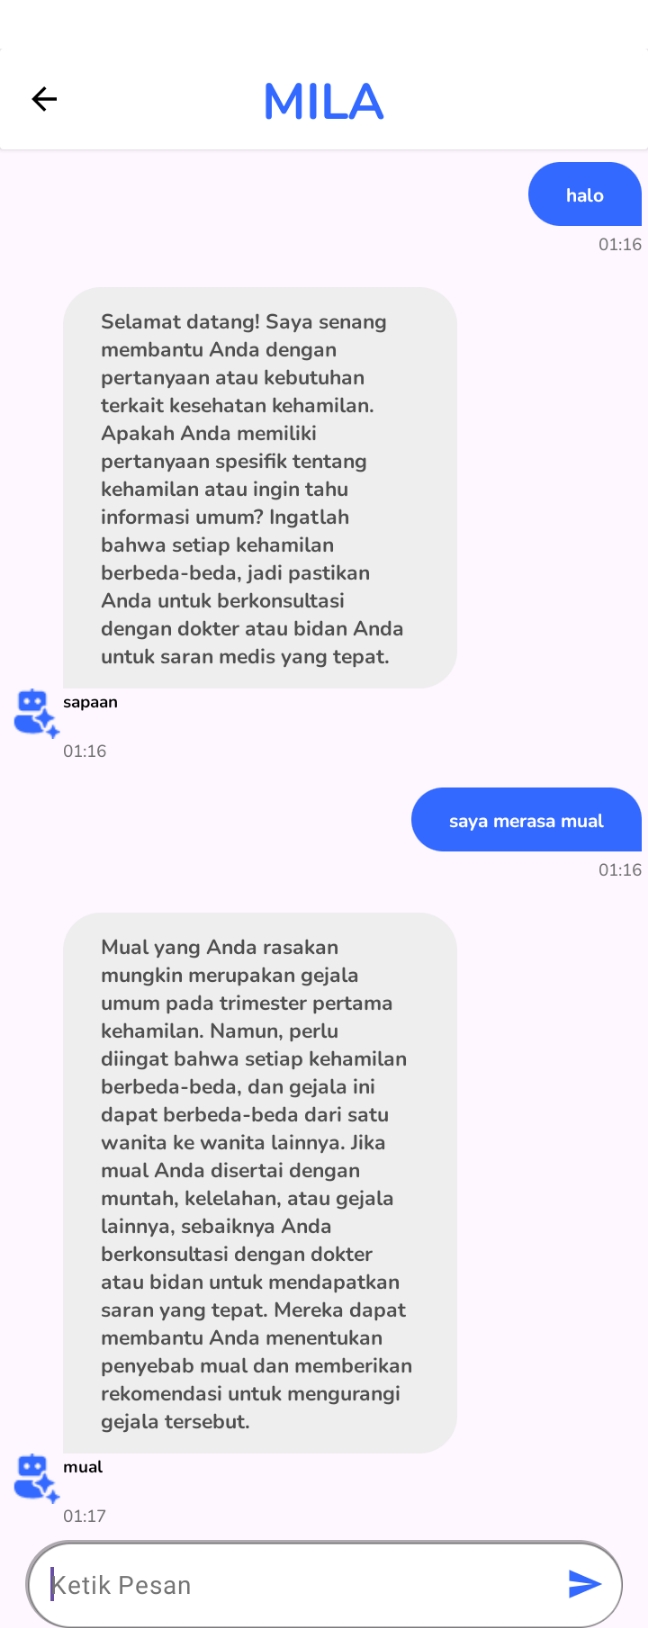 MILA
halo
01:16
Selamat datang! Saya senang
membantu Anda dengan
pertanyaan atau kebutuhan
terkait kesehatan kehamilan.
Apakah Anda memiliki
pertanyaan spesifik tentang
kehamilan atau ingin tahu
informasi umum? Ingatlah
bahwa setiap kehamilan
berbeda-beda, jadi pastikan
Anda untuk berkonsultasi
dengan dokter atau bidan Anda
untuk saran medis yang tepat.
sapaan
01:16
saya merasa mual
01:16
Mual yang Anda rasakan
mungkin merupakan gejala
umum pada trimester pertama
kehamilan. Namun, perlu
diingat bahwa setiap kehamilan
berbeda-beda, dan gejala ini
dapat berbeda-beda dari satu
wanita ke wanita lainnya. Jika
mual Anda disertai dengan
muntah, kelelahan, atau gejala
lainnya, sebaiknya Anda
berkonsultasi dengan dokter
atau bidan untuk mendapatkan
saran yang tepat. Mereka dapat
membantu Anda menentukan
penyebab mual dan memberikan
rekomendasi untuk mengurangi
gejala tersebut.
mual
01:17
Ketik Pesan